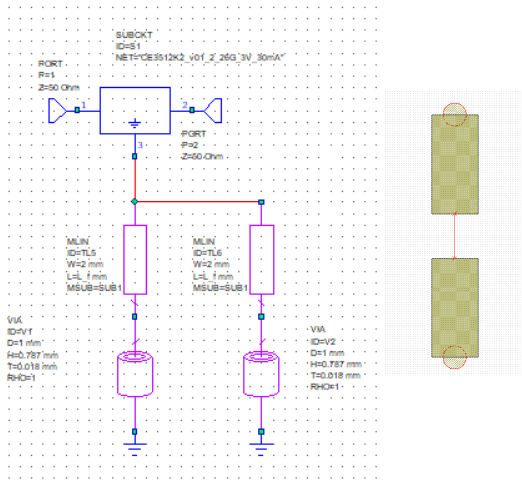 SUBCKT
ID=S1
NET="CE3512K2_v01_2_26G_3V_30mA"
PORT
P=1
Z=50 Ohm
1
2
3
PORT
P=2
Z=50 Ohm
MLIN
ID=TL5
W=2 mm
L=L_f mm
MSUB=SUB1
MLIN
ID=TL6
W=2 mm
L=L_f mm
MSUB=SUB1
VIA
ID=V1
D=1 mm
H=0.787 mm
T=0.018 mm
RHO=1
VIA
ID=V2
D=1 mm
H=0.787 mm
T=0.018 mm
RHO=1